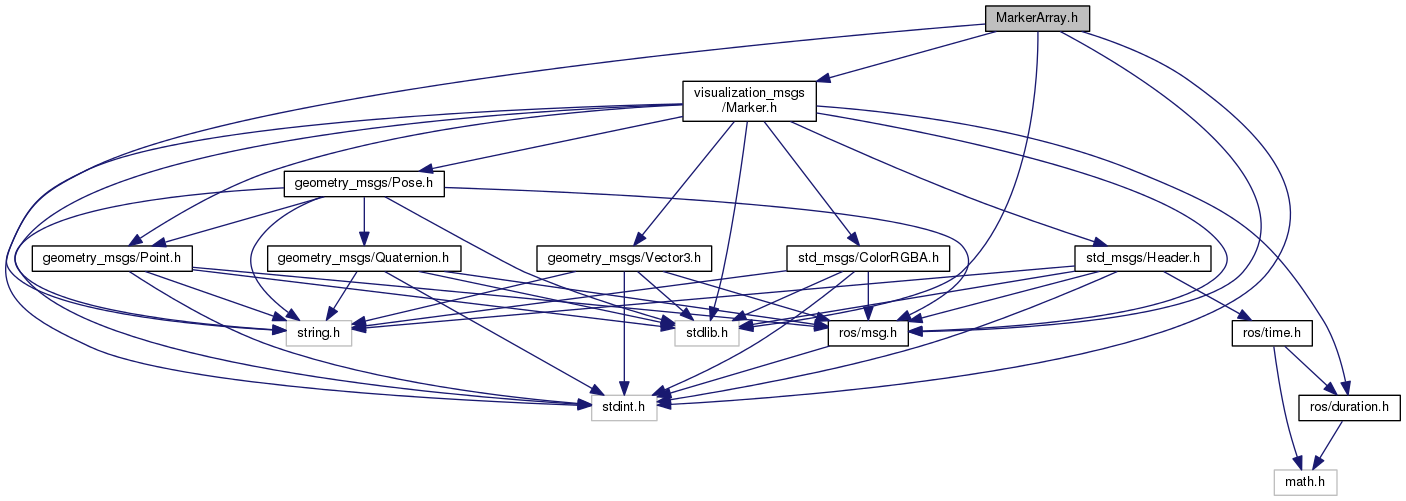 MarkerArray.h
visualization_msgs
/Marker.h
geometry_msgs/Pose.h
geometry_msgs/Point.h
geometry_msgs/Quaternion.h
geometry_msgs/Vector3.h
std_msgs/ColorRGBA.h
std_msgs/Header.h
string.h
stdlib.h
ros/msg.h
ros/time.h
stdint.h
ros/duration.h
math.h